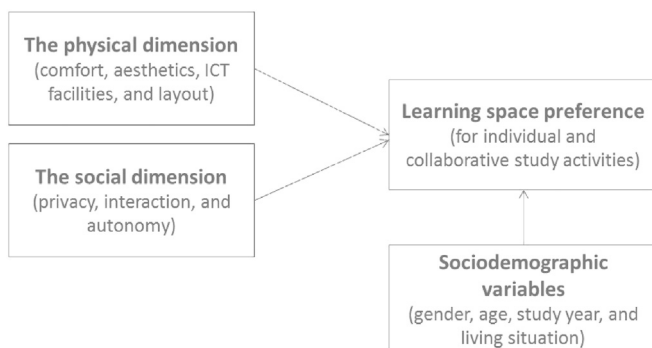 The physical dimension
(comfort, aesthetics, ICT
facilities, and layout)
The social dimension
(privacy, interaction, and
autonomy)
Learning space preference
(for individual and
collaborative study activities)
Sociodemographic
variables
(gender, age, study year, and
living situation)